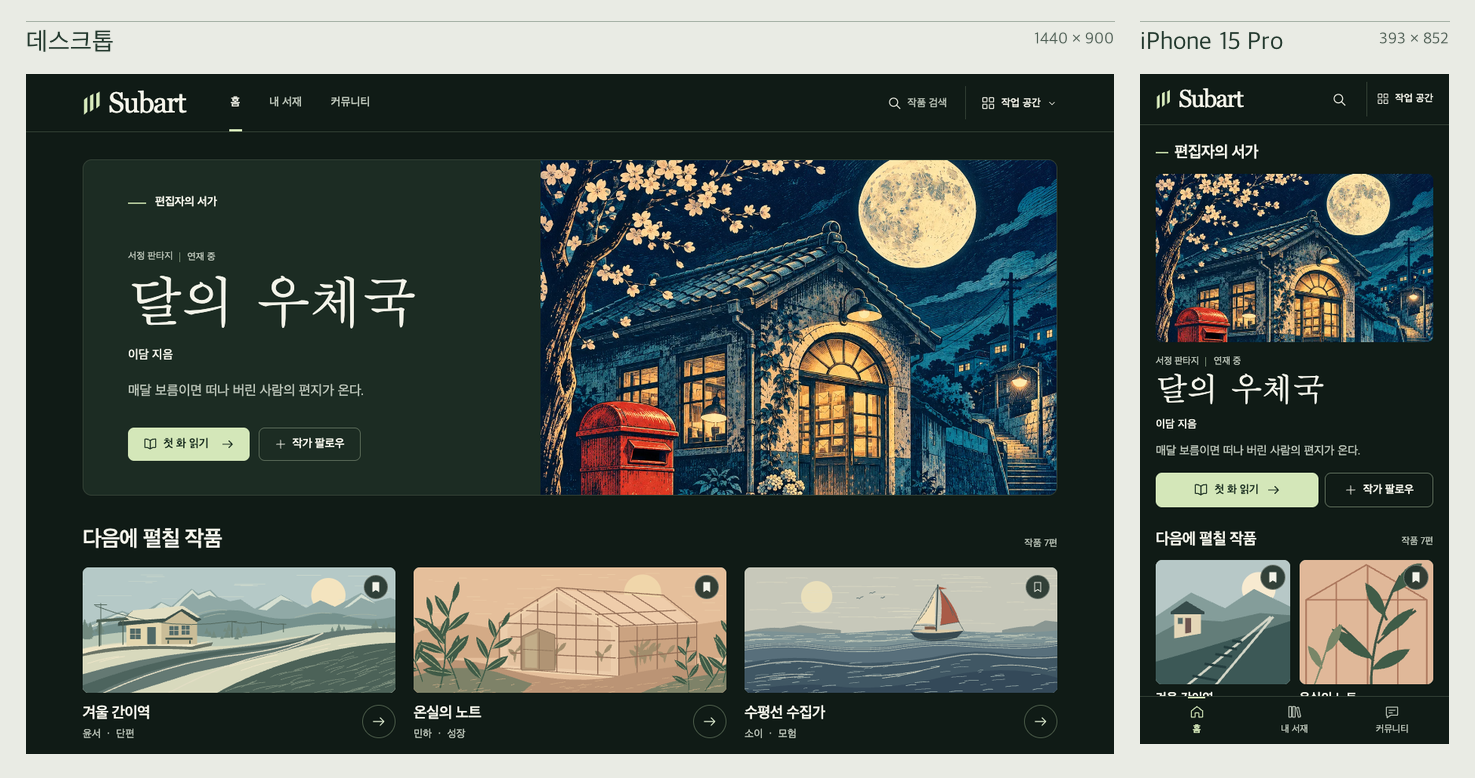 데스크톱
1440 × 900
Subart
홈
내 서재
커뮤니티
작품 검색
작업 공간
편집자의 서가
서정 판타지 | 연재 중
달의 우체국
이담 지음
매달 보름이면 떠나 버린 사람의 편지가 온다.
첫 화 읽기
작가 팔로우
다음에 펼칠 작품
작품 7편
겨울 간이역
윤서 · 단편
온실의 노트
민하 · 성장
수평선 수집가
소이 · 모험
iPhone 15 Pro
393 × 852
Subart
작업 공간
편집자의 서가
서정 판타지 | 연재 중
달의 우체국
이담 지음
매달 보름이면 떠나 버린 사람의 편지가 온다.
첫 화 읽기
작가 팔로우
다음에 펼칠 작품
작품 7편
홈
내 서재
커뮤니티